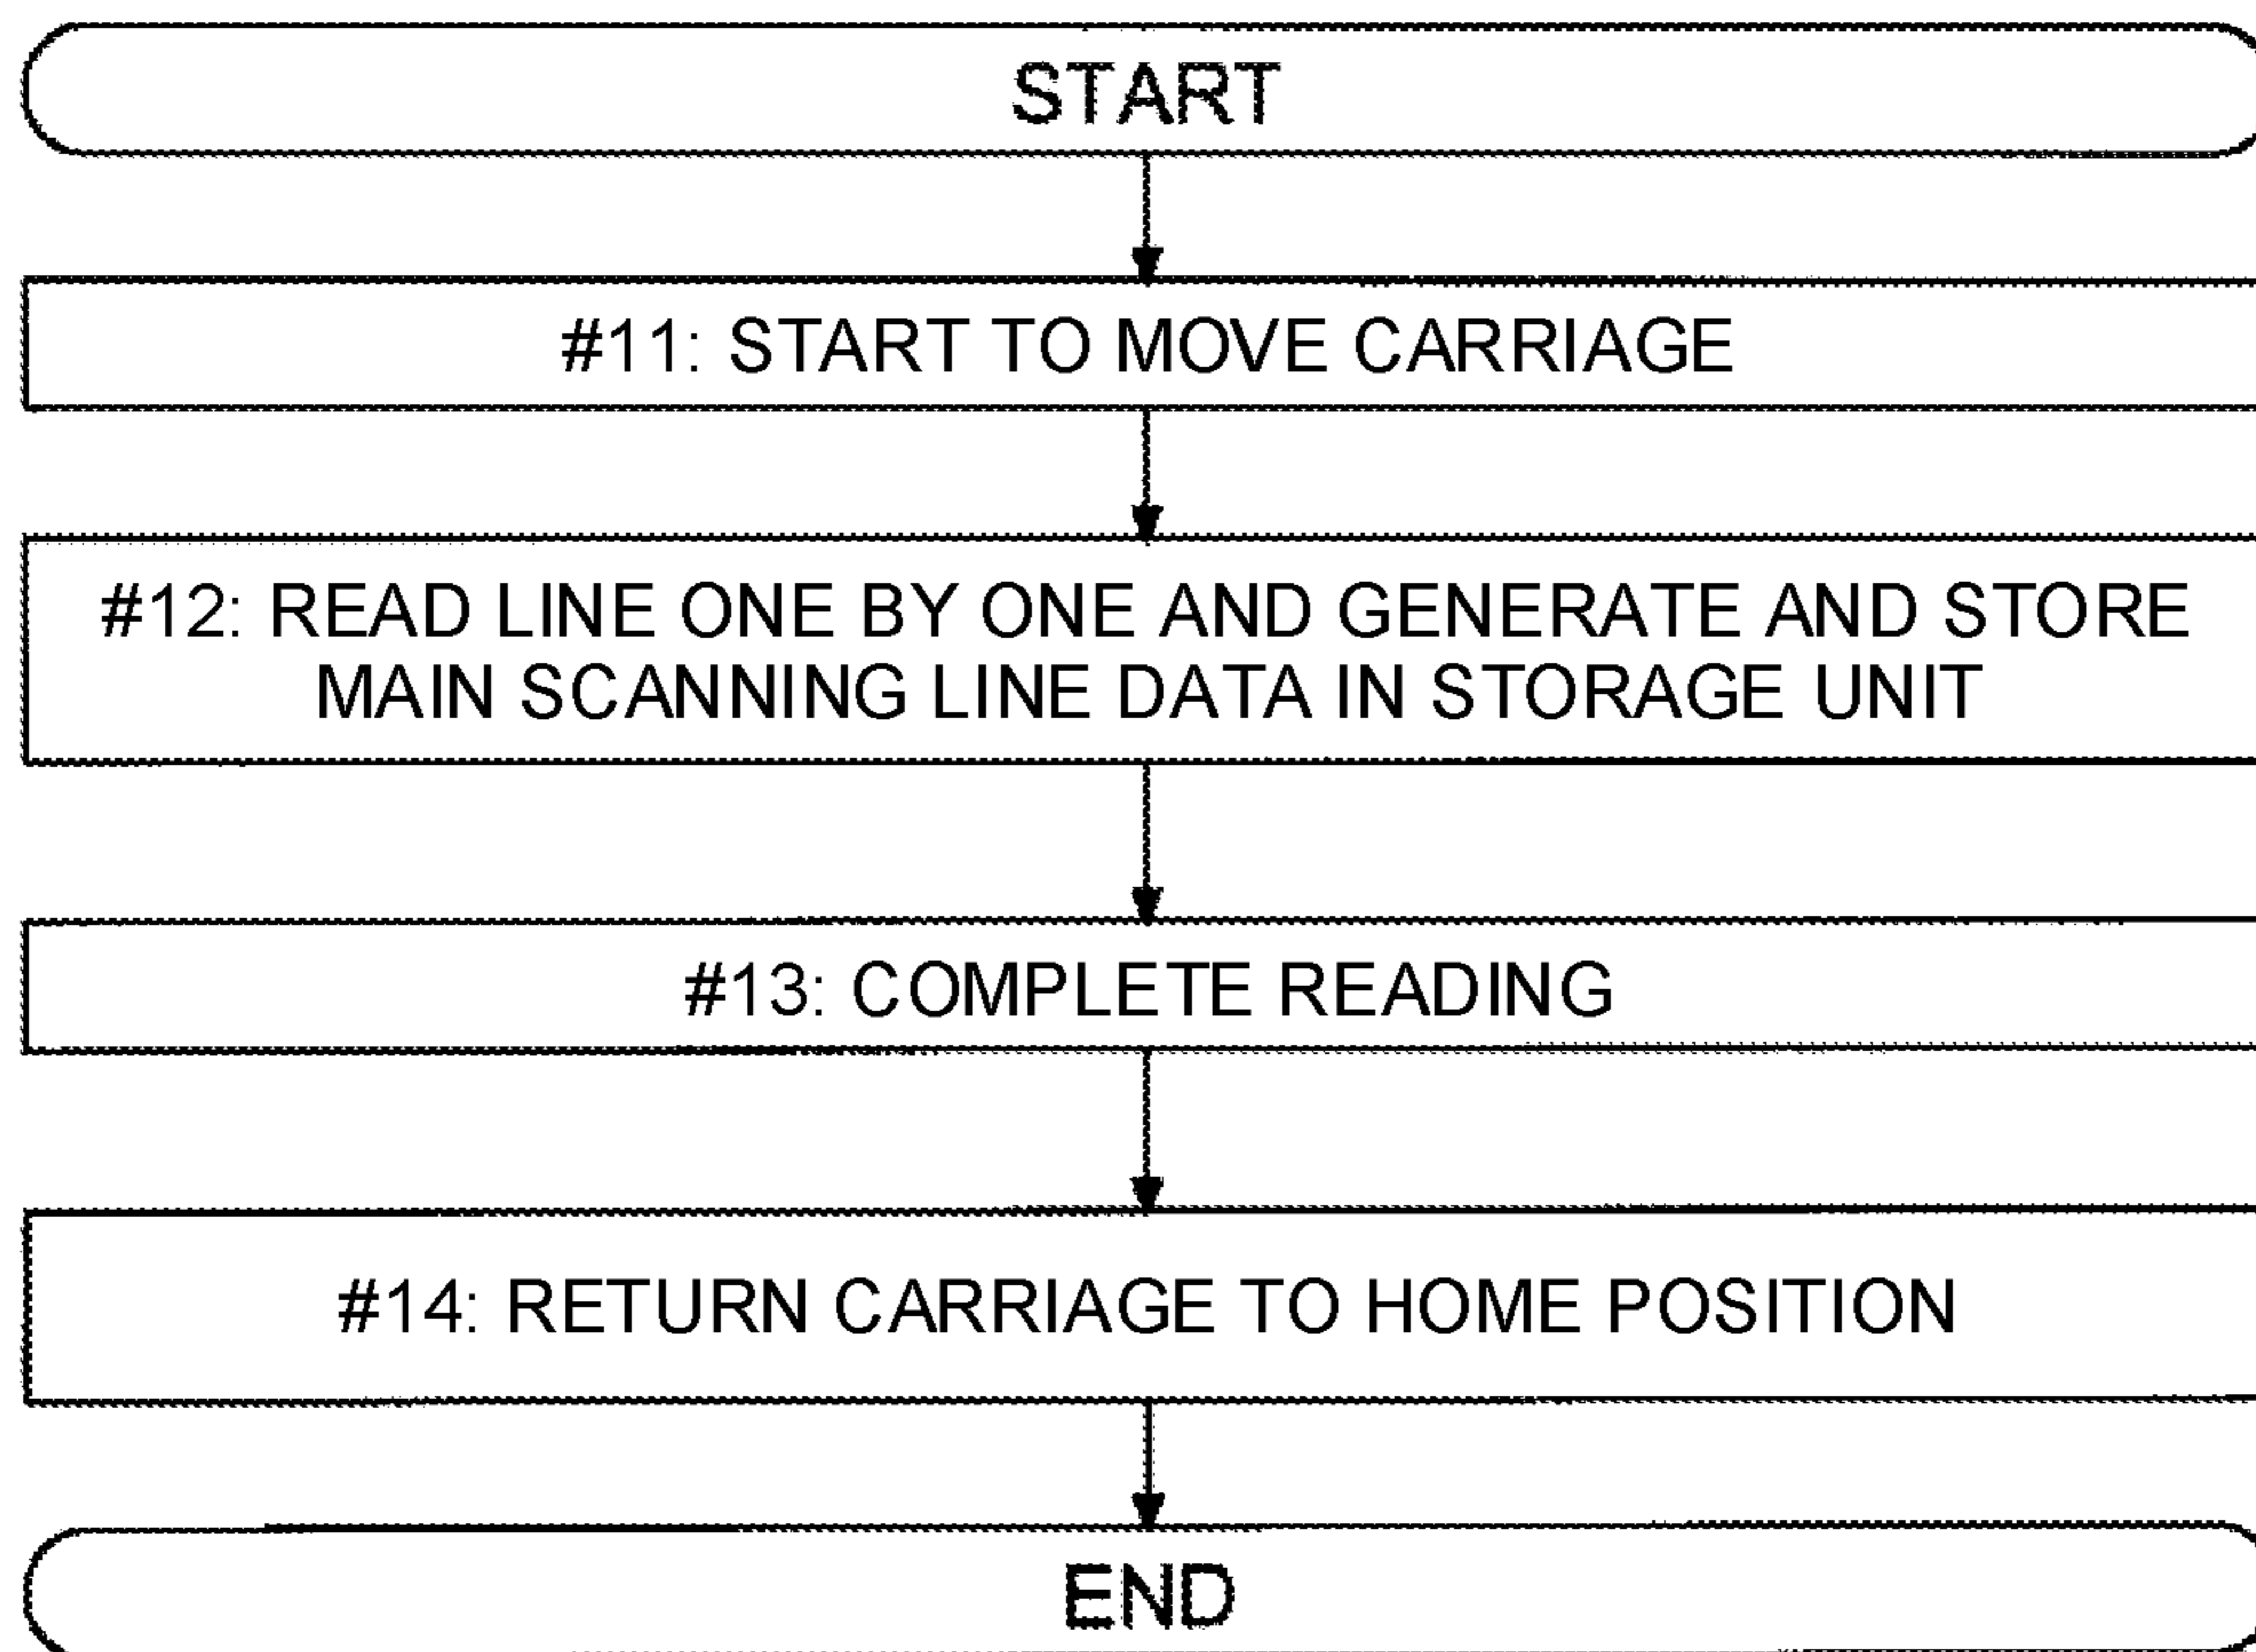 START
#11: START TO MOVE CARRIAGE
#12: READ LINE ONE BY ONE AND GENERATE AND STORE
MAIN SCANNING LINE DATA IN STORAGE UNIT
#13: COMPLETE READING
#14: RETURN CARRIAGE TO HOME POSITION
END